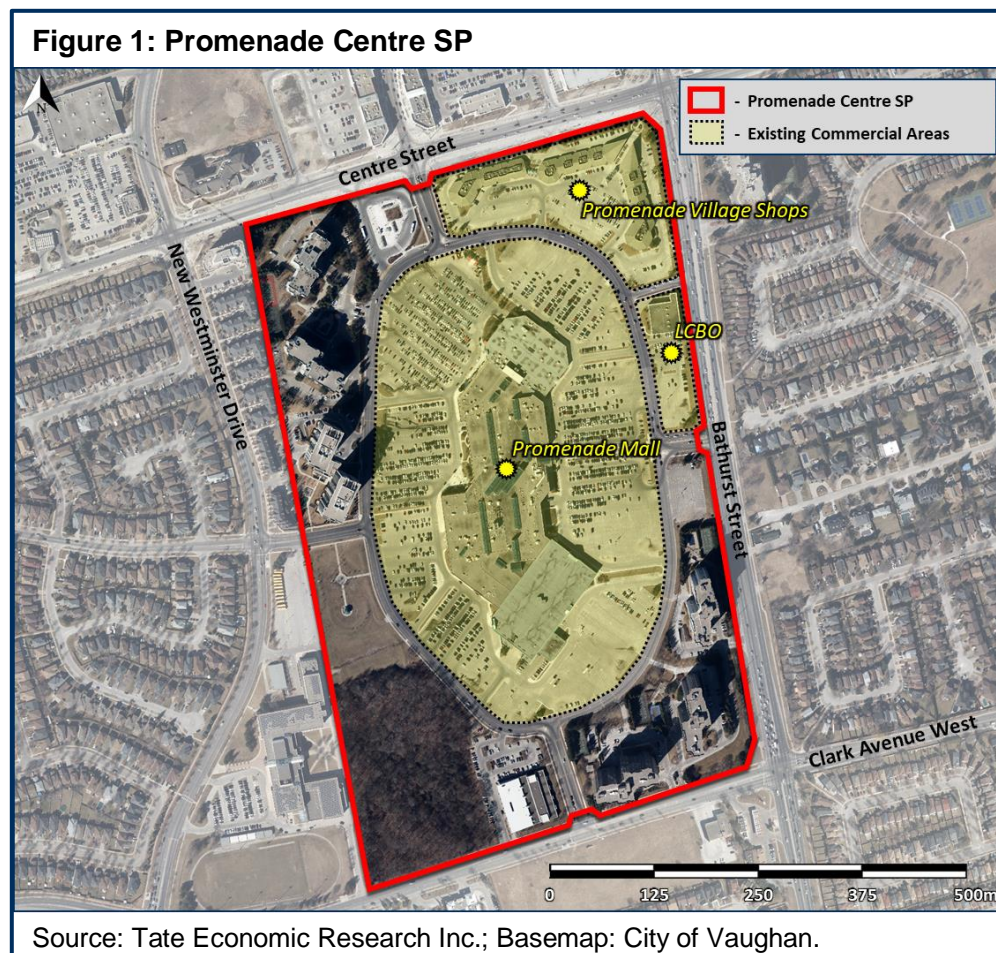 Figure 1: Promenade Centre SP
N
- Promenade Centre SP
- Existing Commercial Areas
Centre Street
Promenade Village Shops
New Westminster Drive
LCBO
Promenade Mall
Bathurst Street
Clark Avenue West
0 125 250 375 500m
Source: Tate Economic Research Inc.; Basemap: City of Vaughan.